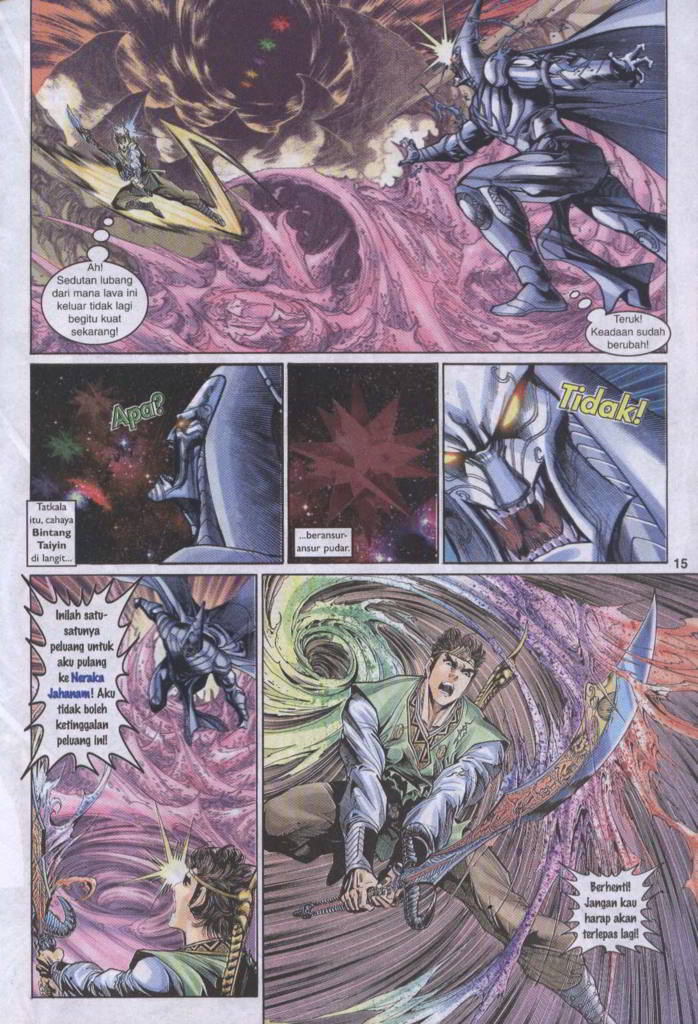 Ah!
Sedutan lubang
dari mana lava ini
keluar tidak lagi
begitu kuat
sekarang!
Teruk!
Keadaan sudah
berubah!
Apa?
Tatkala
itu, cahaya
Bintang
Taiyin
di langit...
...beransur-
ansur pudar.
Tidak!
15
Inilah satu-
satunya
peluang untuk
aku pulang
ke Neraka
Jahanam! Aku
tidak boleh
ketinggalan
peluang ini!
Berhenti!
Jangan kau
harap akan
terlepas lagi!